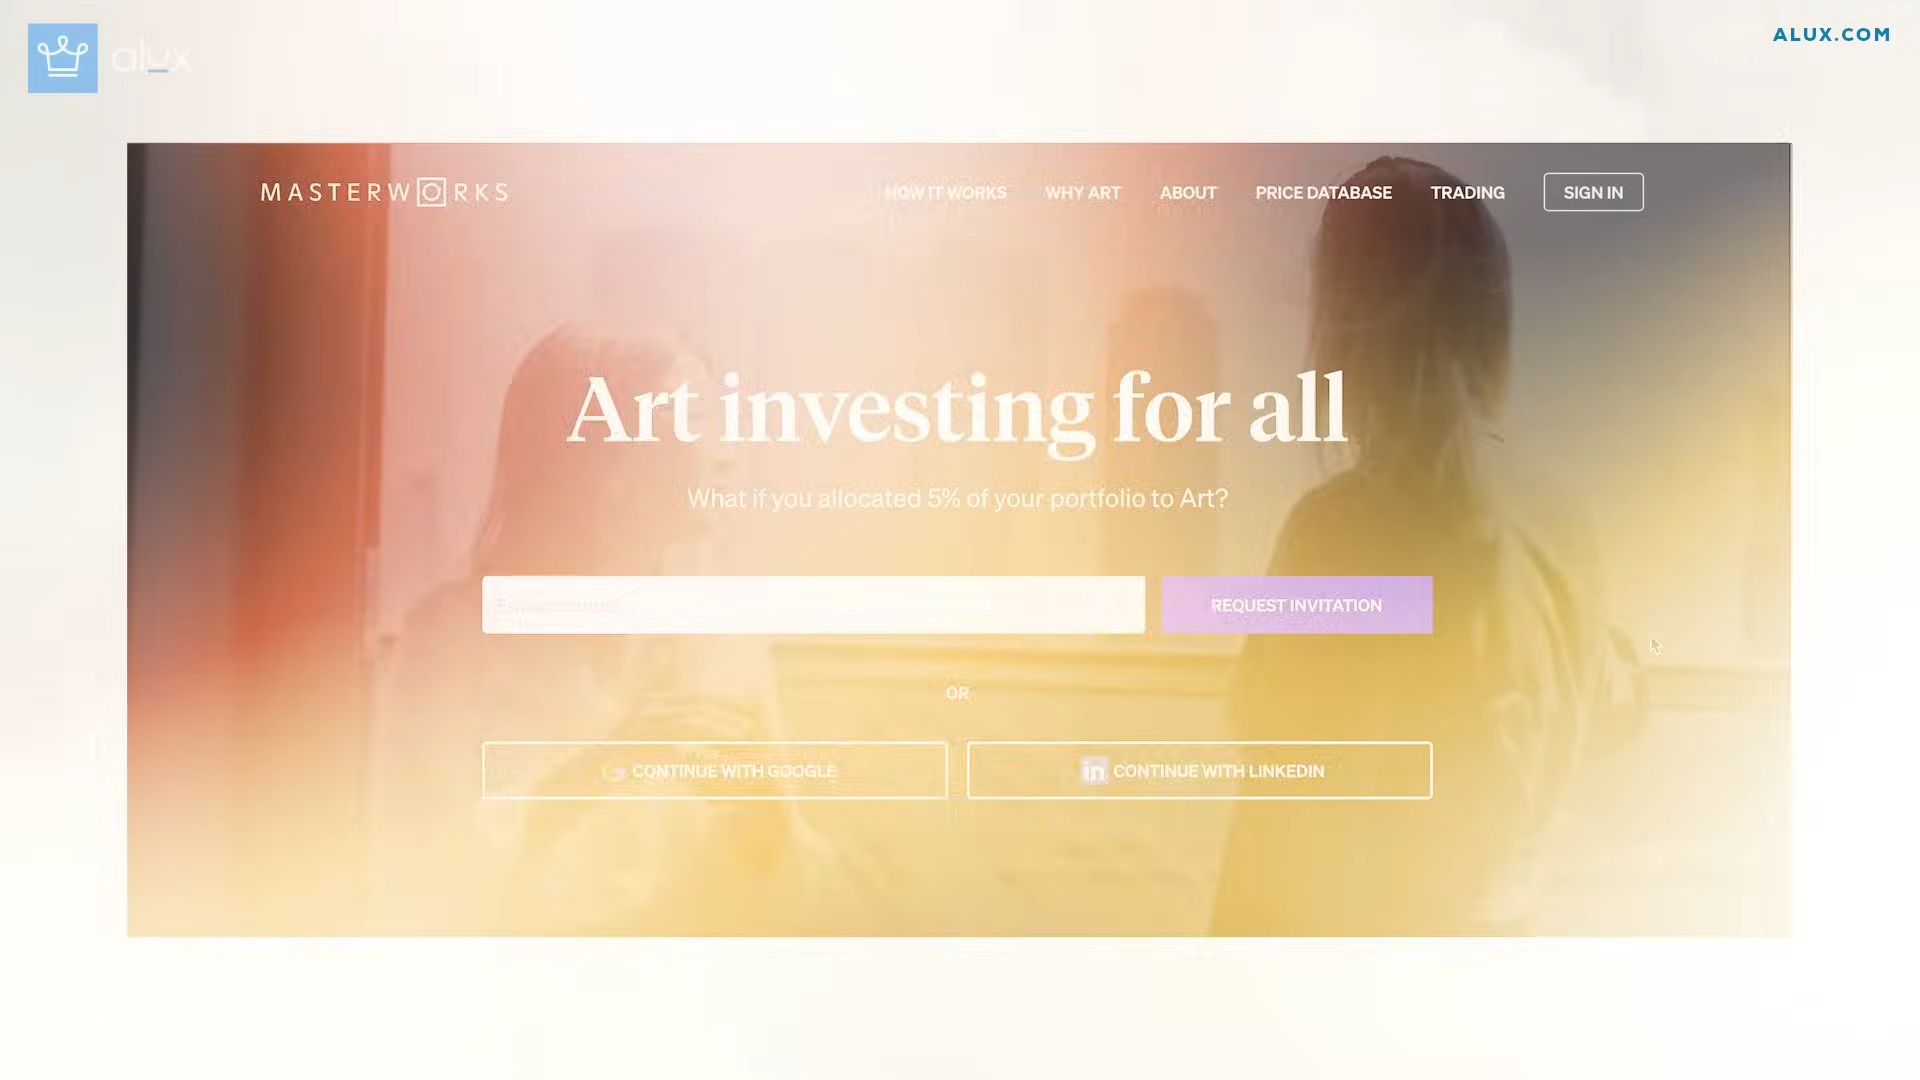 alux
ALUX.COM
MASTERWORKS
HOW IT WORKS
WHY ART
ABOUT
PRICE DATABASE
TRADING
SIGN IN
Art investing for all
What if you allocated 5% of your portfolio to Art?
REQUEST INVITATION
OR
CONTINUE WITH GOOGLE
in CONTINUE WITH LINKEDIN